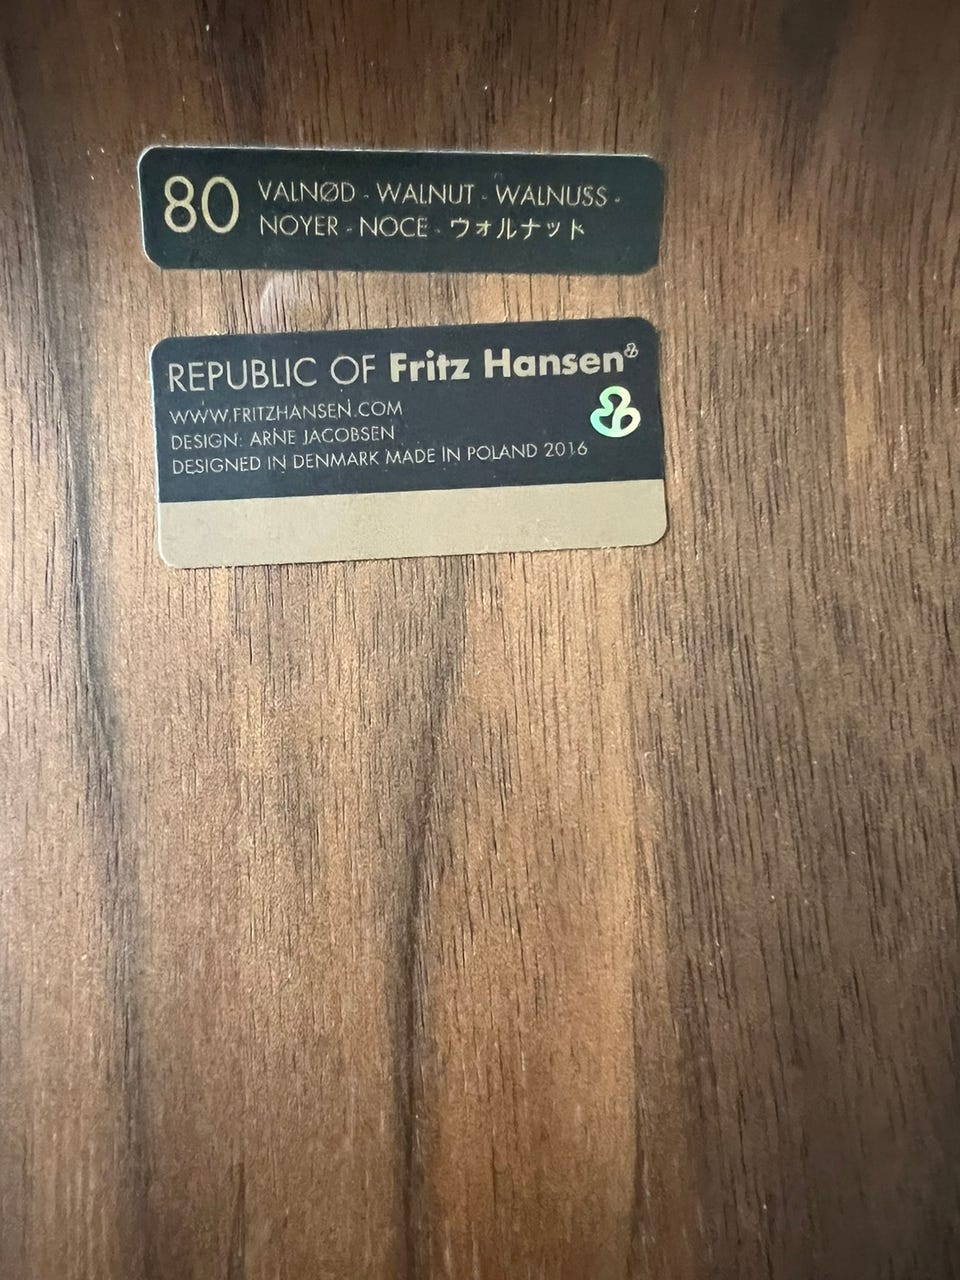 80 VALNØD - WALNUT - WALNUSS -
NOYER - NOCE - ウォルナット
REPUBLIC OF Fritz Hansen
WWW.FRITZHANSEN.COM
DESIGN: ARNE JACOBSEN
DESIGNED IN DENMARK MADE IN POLAND 2016